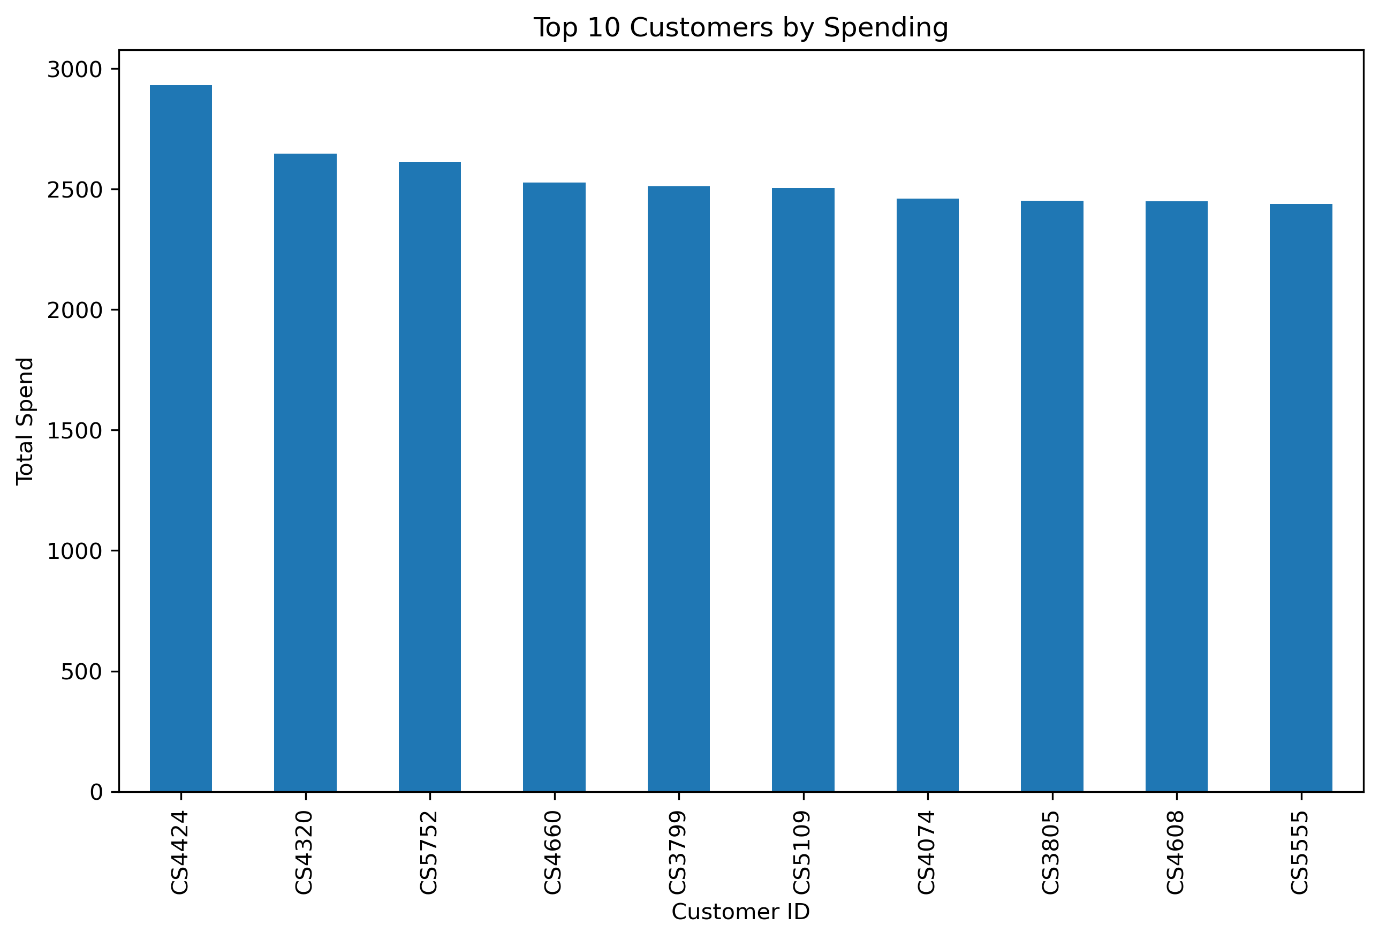 Top 10 Customers by Spending
3000
2500
2000
1500
1000
500
0
Total Spend
CS4424
CS4320
CS5752
CS4660
CS3799
CS5109
CS4074
CS3805
CS4608
CS5555
Customer ID